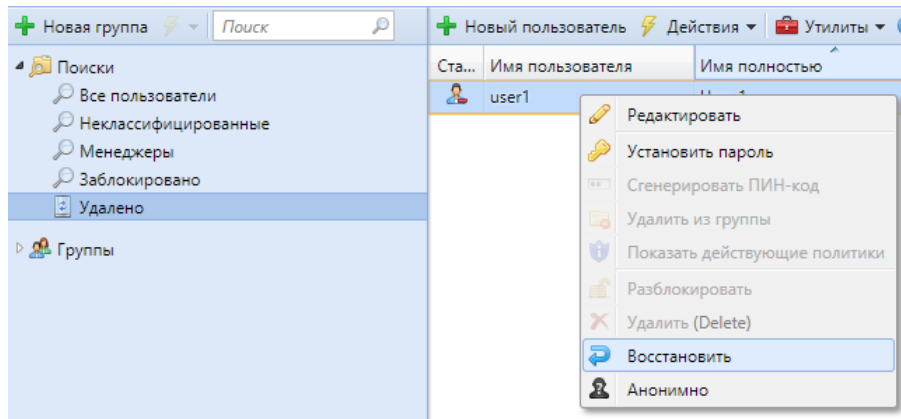 Новая группа
Поиск
Новый пользователь
Действия
Утилиты
Поиски
Все пользователи
Неклассифицированные
Менеджеры
Заблокировано
Удалено
Группы
Ста... Имя пользователя Имя полностью
user1
Редактировать
Установить пароль
Сгенерировать ПИН-код
Удалить из группы
Показать действующие политики
Разблокировать
Удалить (Delete)
Восстановить
Анонимно